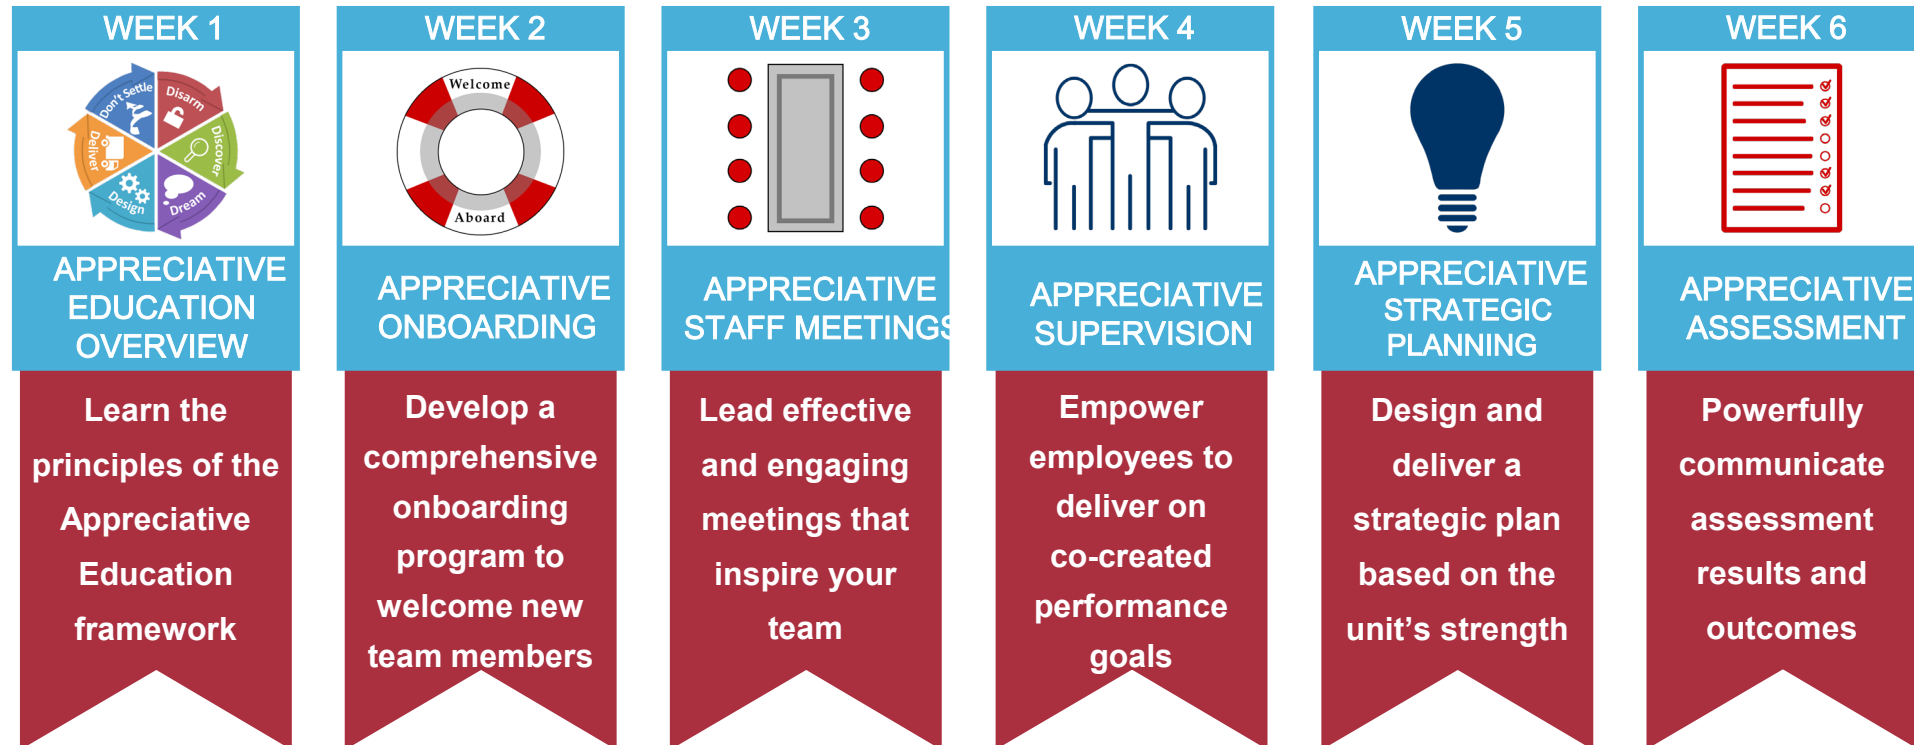 WEEK 1
Don't Settle
Disarm
Discover
Dream
Design
Deliver
APPRECIATIVE
EDUCATION
OVERVIEW
Learn the
principles of the
Appreciative
Education
framework
WEEK 2
Welcome
Aboard
APPRECIATIVE
ONBOARDING
Develop a
comprehensive
onboarding
program to
welcome new
team members
WEEK 3
APPRECIATIVE
STAFF MEETINGS
Lead effective
and engaging
meetings that
inspire your
team
WEEK 4
APPRECIATIVE
SUPERVISION
Empower
employees to
deliver on
co-created
performance
goals
WEEK 5
APPRECIATIVE
STRATEGIC
PLANNING
Design and
deliver a
strategic plan
based on the
unit’s strength
WEEK 6
APPRECIATIVE
ASSESSMENT
Powerfully
communicate
assessment
results and
outcomes